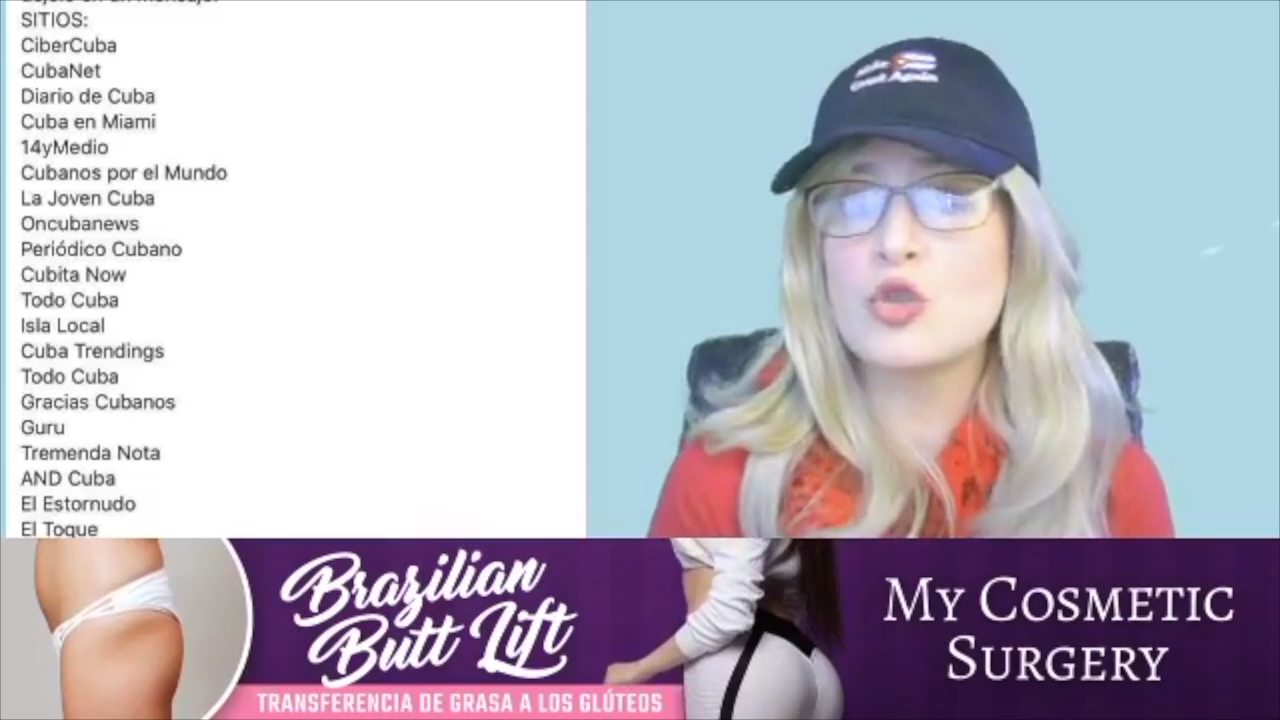 SITIOS:
CiberCuba
CubaNet
Diario de Cuba
Cuba en Miami
14yMedio
Cubanos por el Mundo
La Joven Cuba
Oncubanews
Periódico Cubano
Cubita Now
Todo Cuba
Isla Local
Cuba Trendings
Todo Cuba
Gracias Cubanos
Guru
Tremenda Nota
AND Cuba
El Estornudo
El Toque
Great Again
Brazilian
Butt Lift
TRANSFERENCIA DE GRASA A LOS GLÚTEOS
My Cosmetic
Surgery